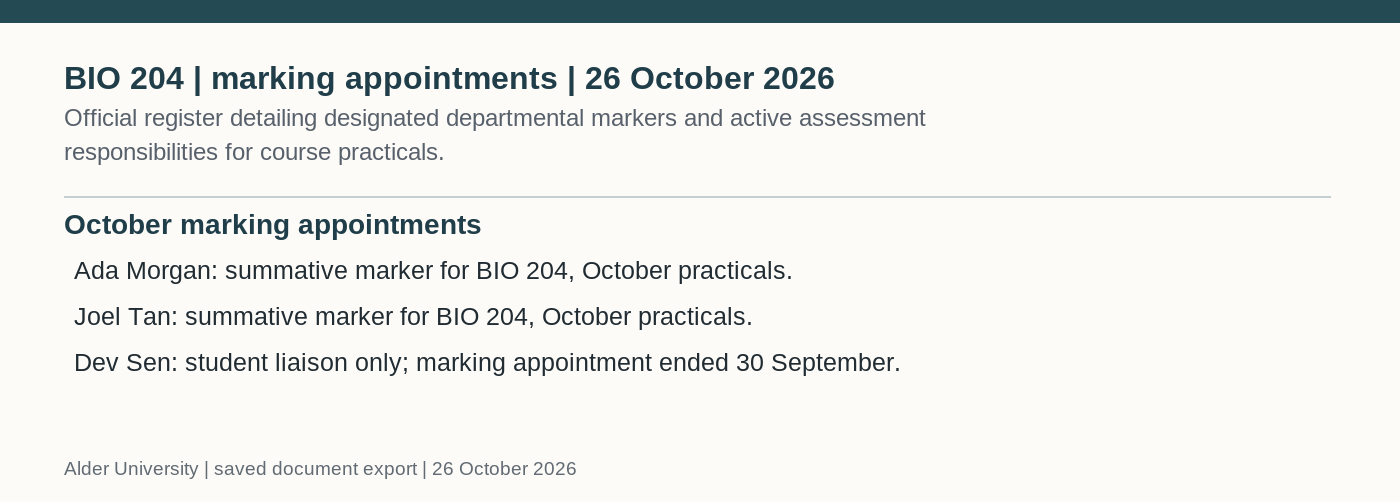 BIO 204 | marking appointments | 26 October 2026
Official register detailing designated departmental markers and active assessment
responsibilities for course practicals.
October marking appointments
Ada Morgan: summative marker for BIO 204, October practicals.
Joel Tan: summative marker for BIO 204, October practicals.
Dev Sen: student liaison only; marking appointment ended 30 September.
Alder University | saved document export | 26 October 2026